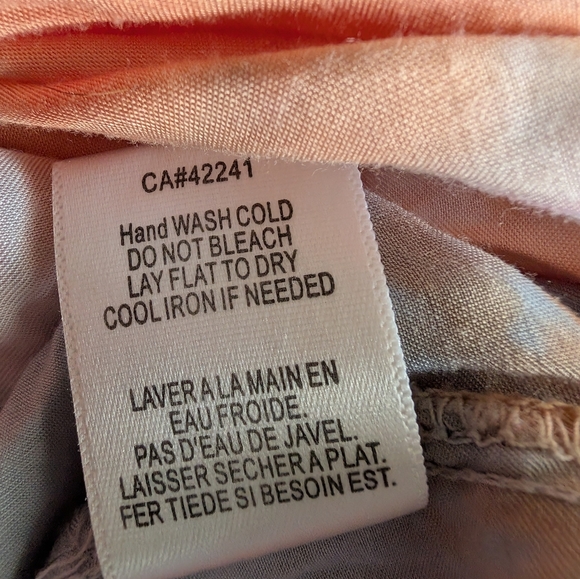 CA#42241
Hand WASH COLD
DO NOT BLEACH
LAY FLAT TO DRY
COOL IRON IF NEEDED
LAVER A LA MAIN EN
EAU FROIDE.
PAS D'EAU DE JAVEL.
LAISSER SECHER A PLAT.
FER TIEDE SI BESOIN EST.